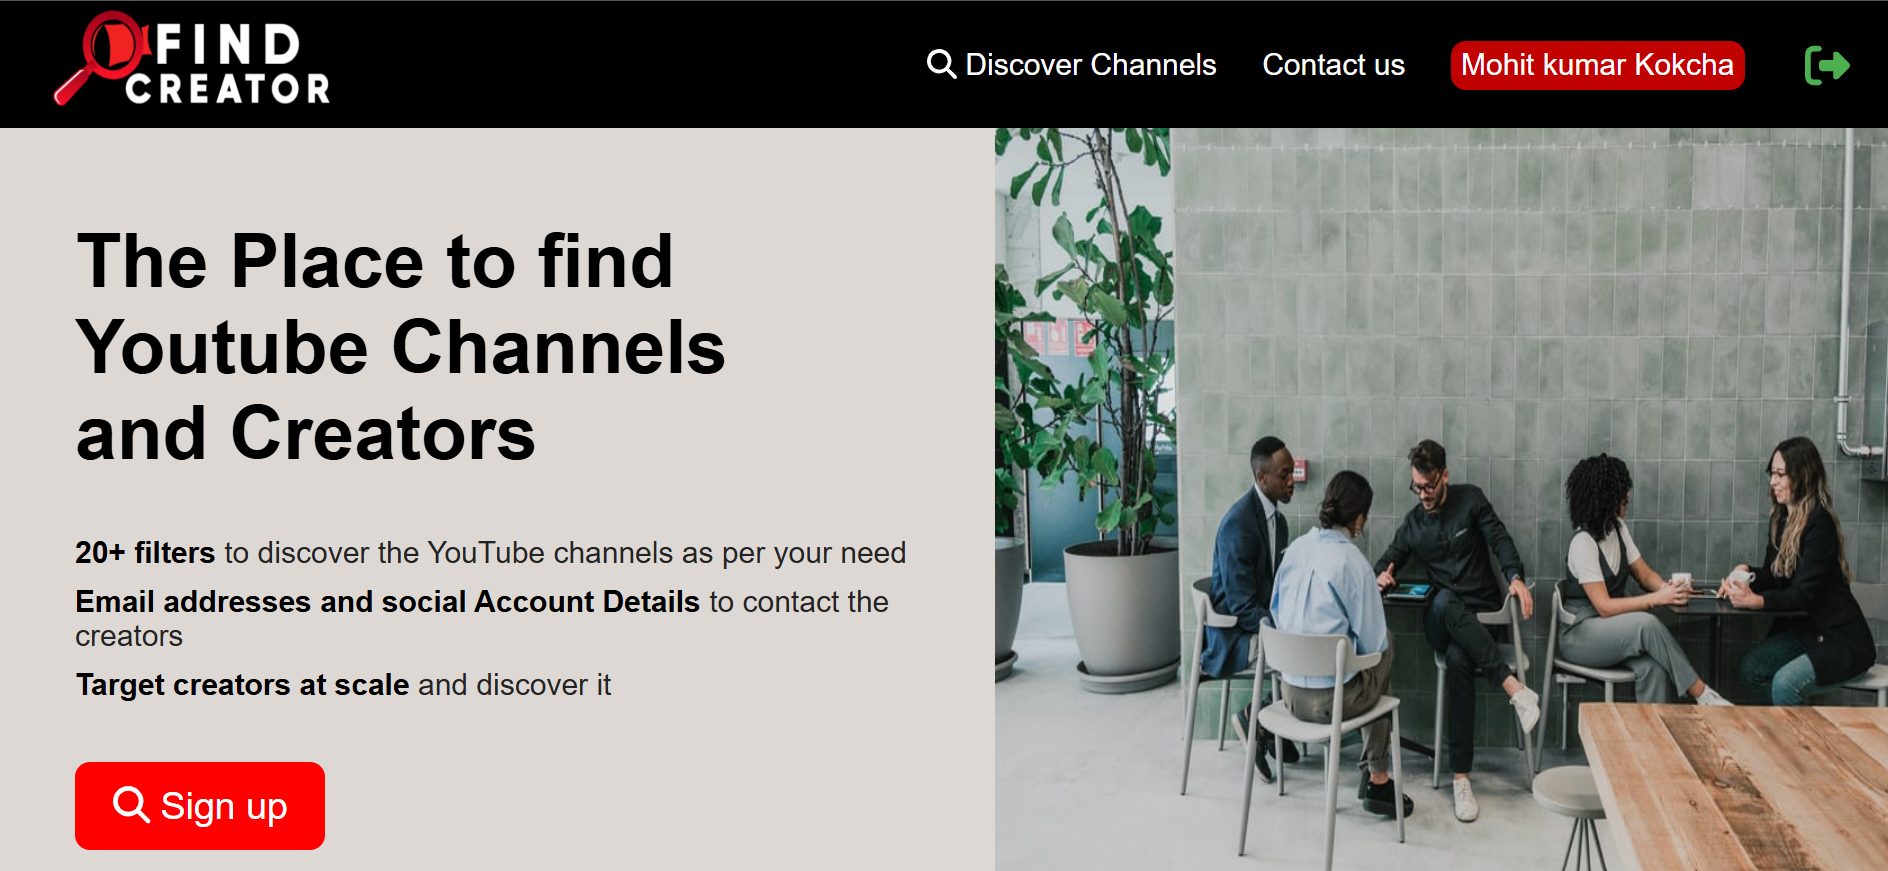 FIND
CREATOR
Discover Channels
Contact us
Mohit kumar Kokcha
The Place to find
Youtube Channels
and Creators
20+ filters to discover the YouTube channels as per your need
Email addresses and social Account Details to contact the
creators
Target creators at scale and discover it
Sign up